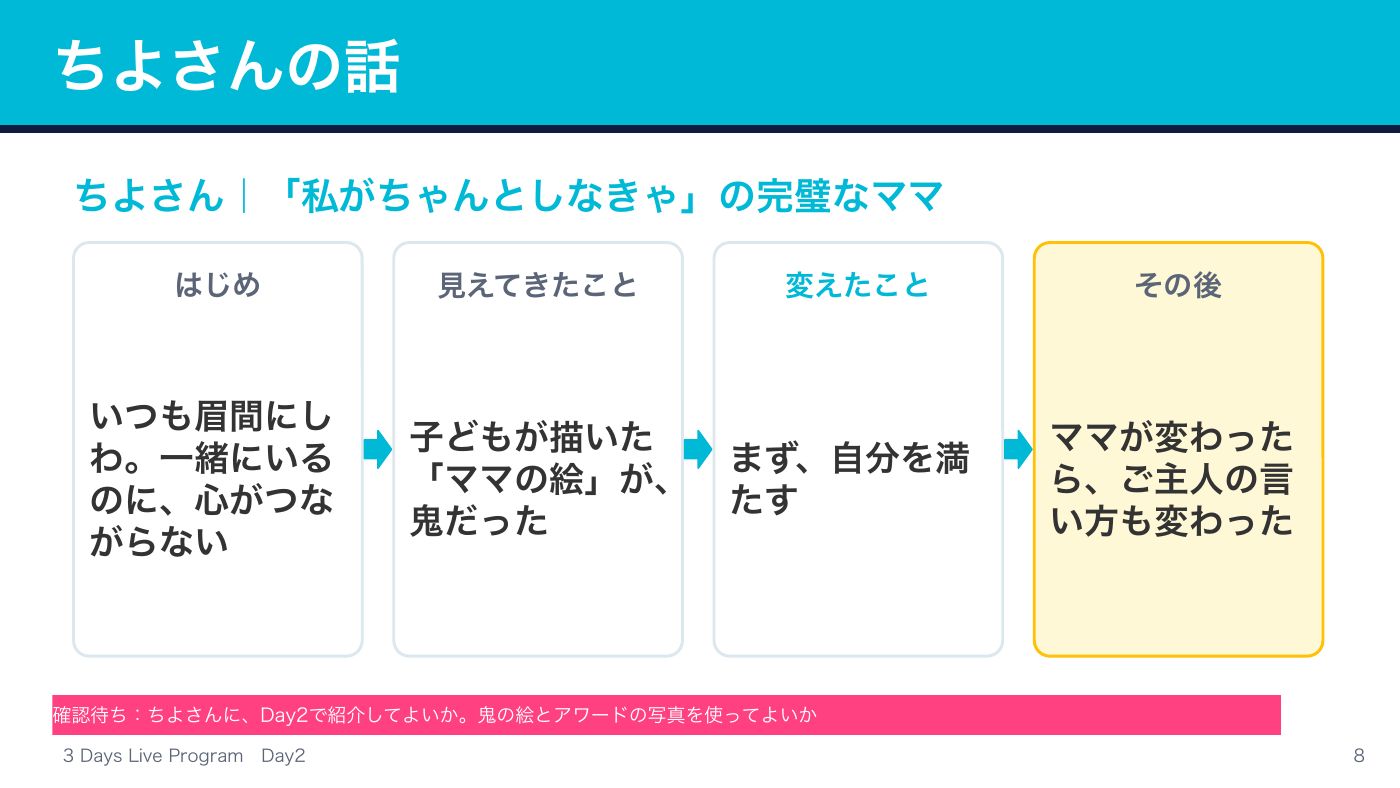 ちよさんの話
ちよさん｜「私がちゃんとしなきゃ」の完璧なママ
はじめ
いつも眉間にし
わ。一緒にいる
のに、心がつな
がらない
見えてきたこと
子どもが描いた
「ママの絵」が、
鬼だった
変えたこと
まず、自分を満
たす
その後
ママが変わった
ら、ご主人の言
い方も変わった
確認待ち：ちよさんに、Day2で紹介してよいか。鬼の絵とアワードの写真を使ってよいか
3 Days Live Program　Day2
8